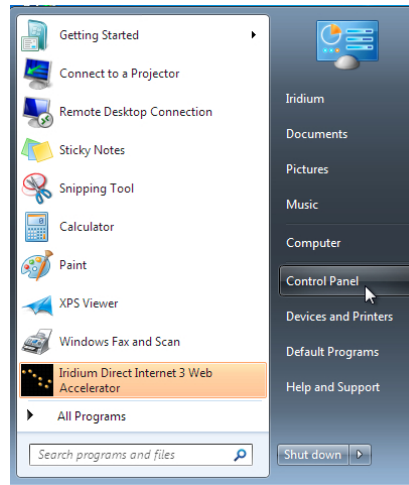 Getting Started
Connect to a Projector
Remote Desktop Connection
Sticky Notes
Snipping Tool
Calculator
Paint
XPS Viewer
Windows Fax and Scan
Iridium Direct Internet 3 Web
Accelerator
All Programs
Search programs and files
Iridium
Documents
Pictures
Music
Computer
Control Panel
Devices and Printers
Default Programs
Help and Support
Shut down